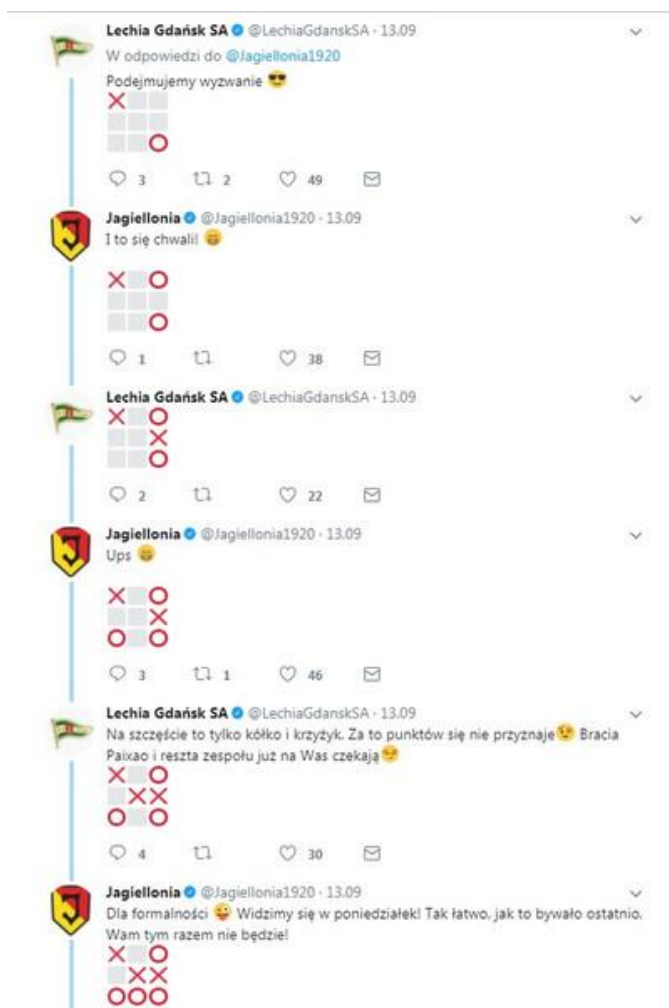 Lechia Gdańsk SA @LechiaGdanskSA · 13.09
W odpowiedzi do @Jagiellonia1920
Podejmujemy wyzwanie 😎
❌⬜⬜
⬜⬜⬜
⬜⬜⭕
3 2 49
Jagiellonia @Jagiellonia1920 · 13.09
I to się chwali! 😁
❌⬜⭕
⬜⬜⬜
⬜⬜⭕
1 38
Lechia Gdańsk SA @LechiaGdanskSA · 13.09
❌⬜⭕
⬜⬜❌
⬜⬜⭕
2 22
Jagiellonia @Jagiellonia1920 · 13.09
Ups 😁
❌⬜⭕
⬜⬜❌
⭕⬜⭕
3 1 46
Lechia Gdańsk SA @LechiaGdanskSA · 13.09
Na szczęście to tylko kółko i krzyżyk. Za to punktów się nie przyznaje😉 Bracia
Paixao i reszta zespołu już na Was czekają😏
❌⬜⭕
⬜❌❌
⭕⬜⭕
4 30
Jagiellonia @Jagiellonia1920 · 13.09
Dla formalności 😜 Widzimy się w poniedziałek! Tak łatwo, jak to bywało ostatnio,
Wam tym razem nie będzie!
❌⬜⭕
⬜❌❌
⭕⭕⭕